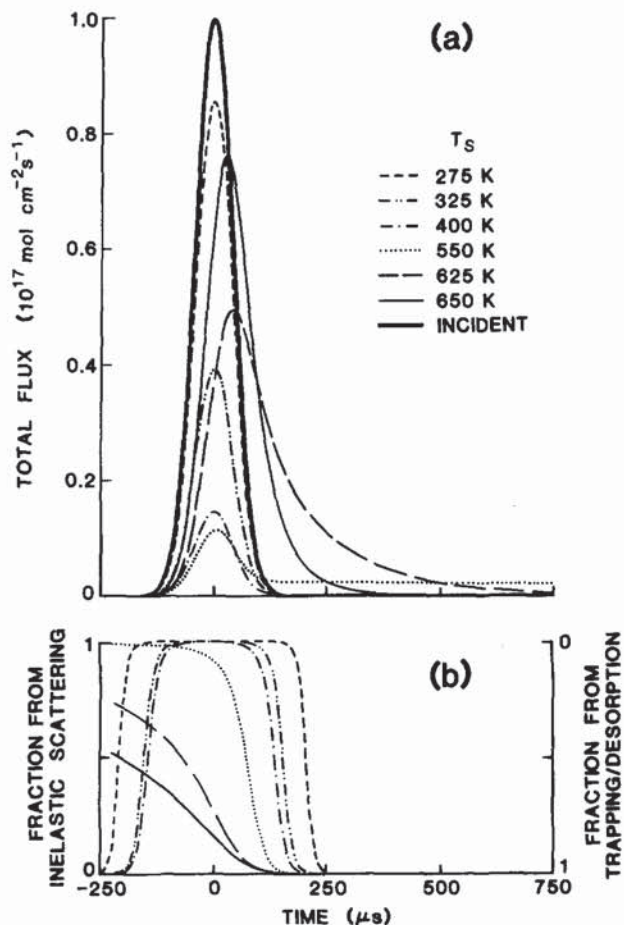 (a)
1.0
0.8
0.6
0.4
0.2
0
TOTAL FLUX (10¹⁷ mol cm⁻²s⁻¹)
T_S
275 K
325 K
400 K
550 K
625 K
650 K
INCIDENT
(b)
1
0
FRACTION FROM
INELASTIC SCATTERING
0
1
FRACTION FROM
TRAPPING/DESORPTION
-250 0 250 500 750
TIME (μs)